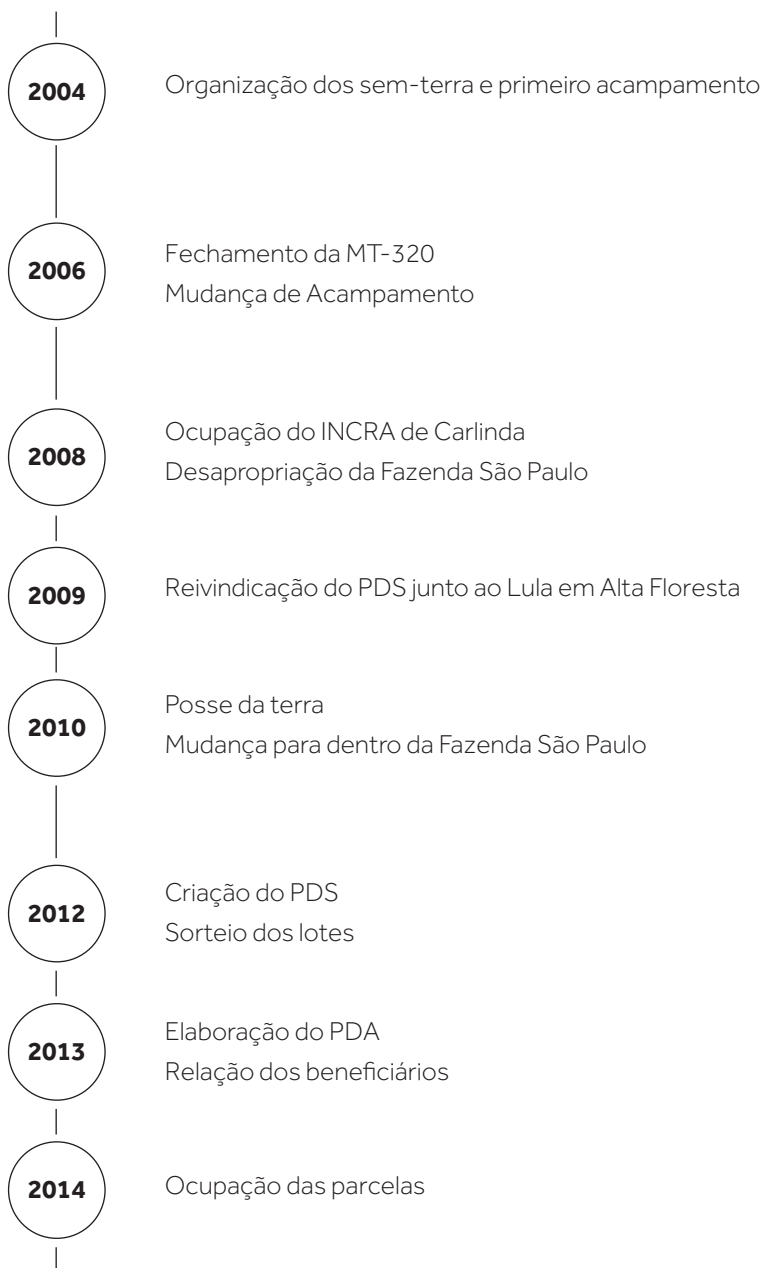 2004
Organização dos sem-terra e primeiro acampamento
2006
Fechamento da MT-320
Mudança de Acampamento
2008
Ocupação do INCRA de Carlinda
Desapropriação da Fazenda São Paulo
2009
Reivindicação do PDS junto ao Lula em Alta Floresta
2010
Posse da terra
Mudança para dentro da Fazenda São Paulo
2012
Criação do PDS
Sorteio dos lotes
2013
Elaboração do PDA
Relação dos beneficiários
2014
Ocupação das parcelas